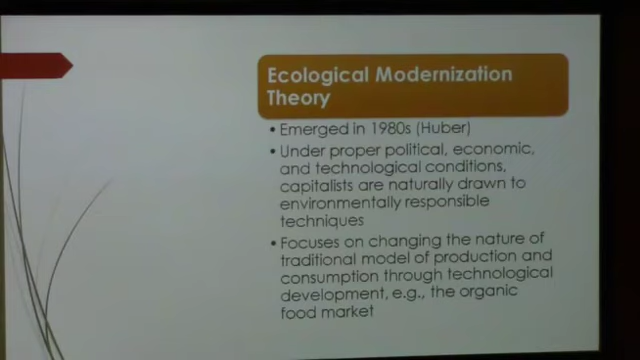 Ecological Modernization
Theory
• Emerged in 1980s (Huber)
• Under proper political, economic,
and technological conditions,
capitalists are naturally drawn to
environmentally responsible
techniques
• Focuses on changing the nature of
traditional model of production and
consumption through technological
development, e.g., the organic
food market